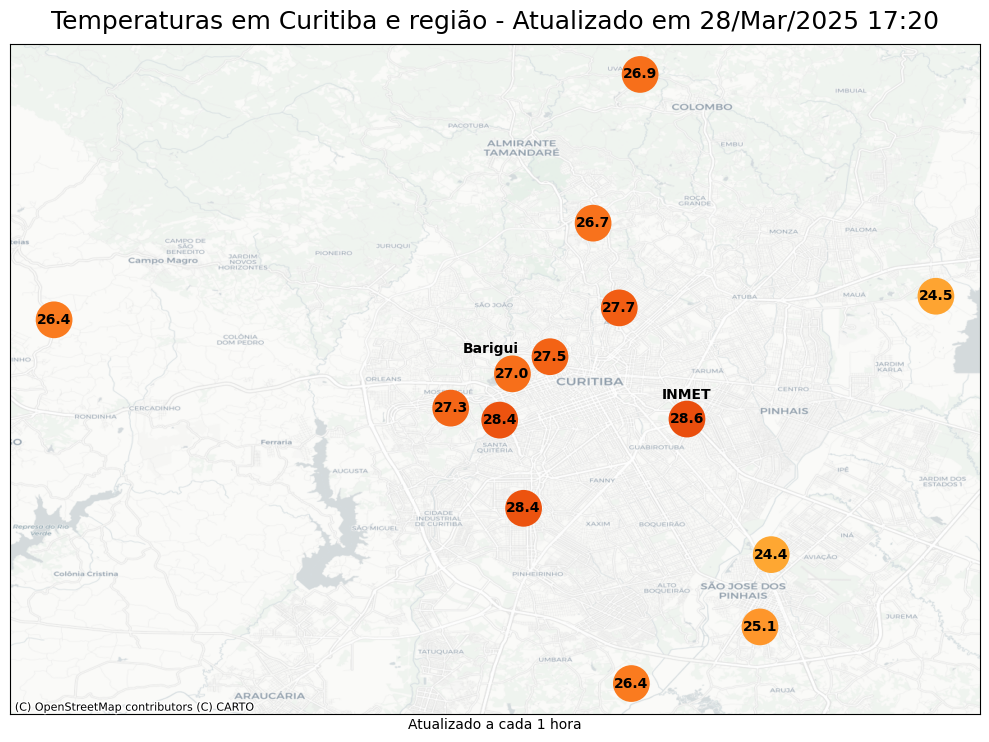 Temperaturas em Curitiba e região - Atualizado em 28/Mar/2025 17:20
26.9
COLOMBO
IMBUIAL
PACOTUBA
ALMIRANTE
TAMANDARÉ
EMBU
ROÇA
GRANDE
26.7
MONZA
PALOMA
CAMPO DE
SÃO
BENEDITO
Campo Magro
JARDIM
NOVOS
HORIZONTES
PIONEIRO
JURUQUI
24.5
ATUBA
MAUÁ
SÃO JOÃO
27.7
26.4
COLÔNIA
DOM PEDRO
Barigui
27.5
27.0
JARDIM
KARLA
ORLEANS
CURITIBA
TARUMÃ
CENTRO
INMET
28.6
PINHAIS
27.3
28.4
CERCADINHO
RONDINHA
Ferraria
SANTA
QUITÉRIA
GUABIROTUBA
AUGUSTA
IPÊ
JARDIM DOS
ESTADOS I
FANNY
28.4
CIDADE
INDUSTRIAL
DE CURITIBA
SÃO MIGUEL
XAXIM
BOQUEIRÃO
Represa do Rio
Verde
INÁ
24.4
AVIAÇÃO
Colônia Cristina
PINHEIRINHO
ALTO
BOQUEIRÃO
SÃO JOSÉ DOS
PINHAIS
JUREMA
25.1
TATUQUARA
UMBARÁ
26.4
ARUJÁ
ARAUCÁRIA
(C) OpenStreetMap contributors (C) CARTO
Atualizado a cada 1 hora